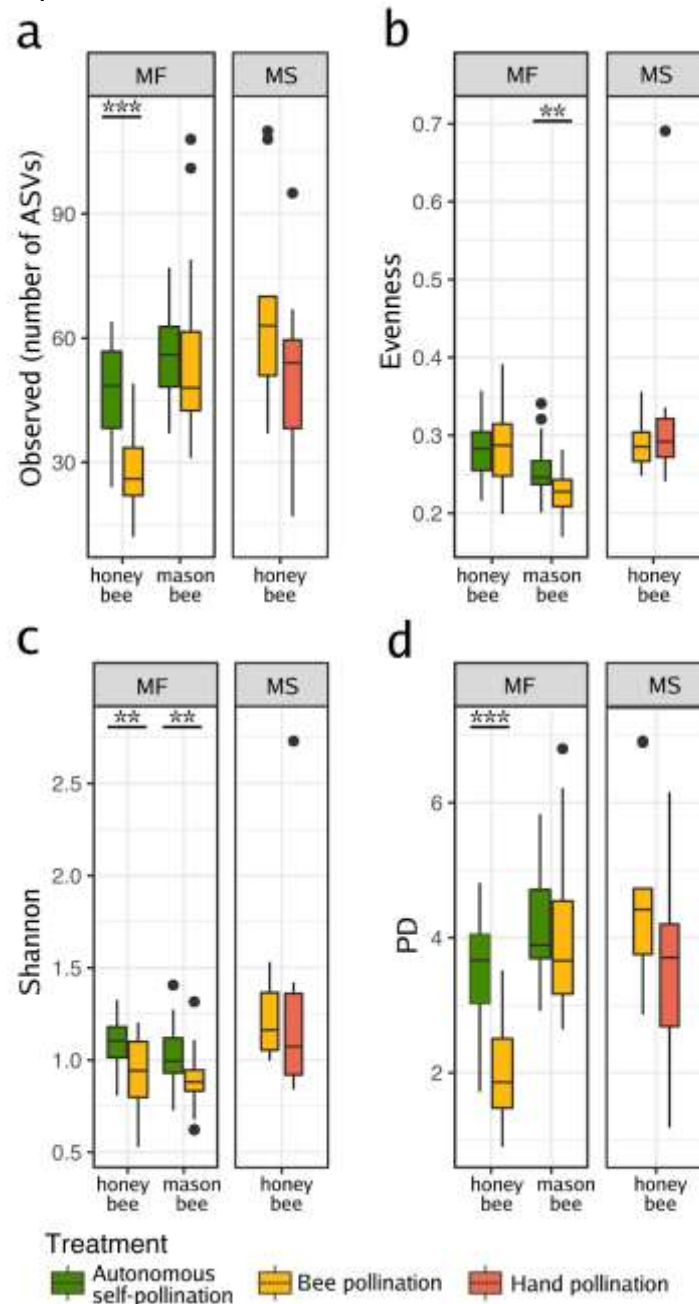 a
MF
MS
***
Observed (number of ASVs)
90
60
30
honey bee
mason bee
honey bee
b
MF
MS
**
Evenness
0.7
0.6
0.5
0.4
0.3
0.2
honey bee
mason bee
honey bee
c
MF
MS
**
**
Shannon
2.5
2.0
1.5
1.0
0.5
honey bee
mason bee
honey bee
d
MF
MS
***
PD
6
4
2
honey bee
mason bee
honey bee
Treatment
Autonomous self-pollination
Bee pollination
Hand pollination